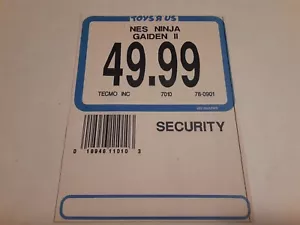 TOYS R US
NES NINJA
GAIDEN II
49.99
TECMO INC 7010 78-0901
SECURITY
0 18946 11010 3